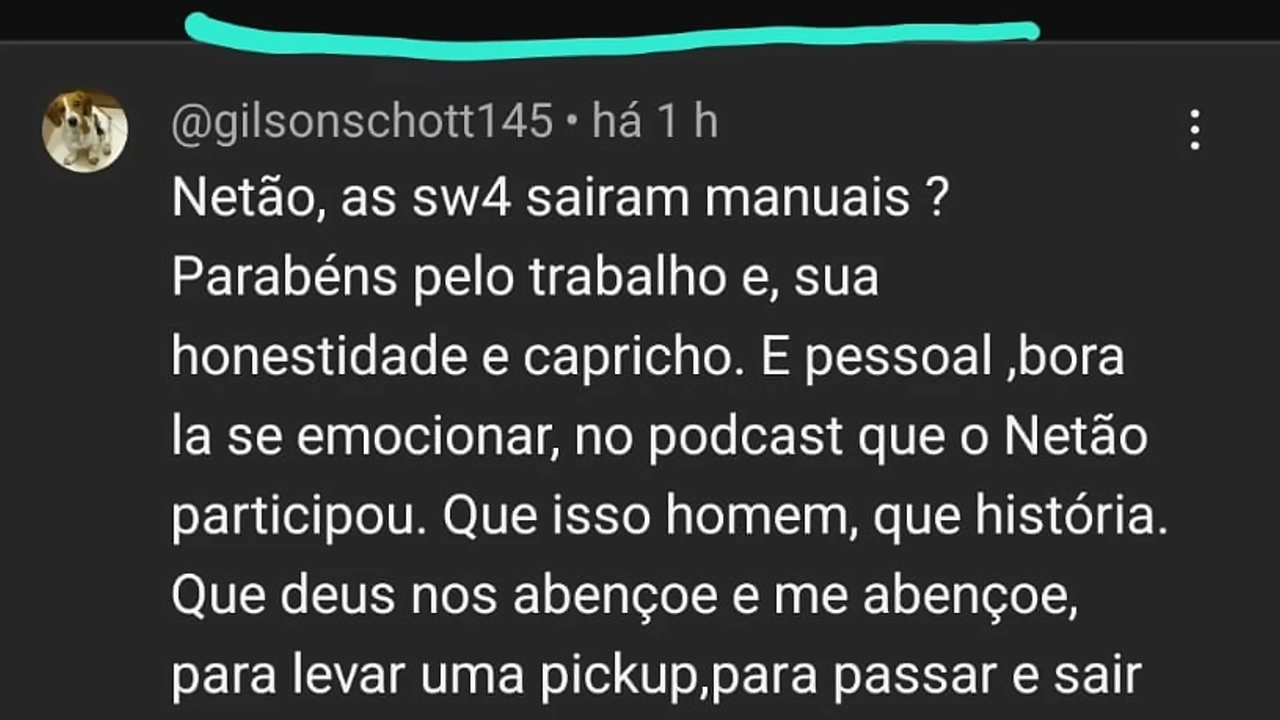 @gilsonschott145 • há 1 h
Netão, as sw4 sairam manuais ?
Parabéns pelo trabalho e, sua
honestidade e capricho. E pessoal ,bora
la se emocionar, no podcast que o Netão
participou. Que isso homem, que história.
Que deus nos abençoe e me abençoe,
para levar uma pickup,para passar e sair